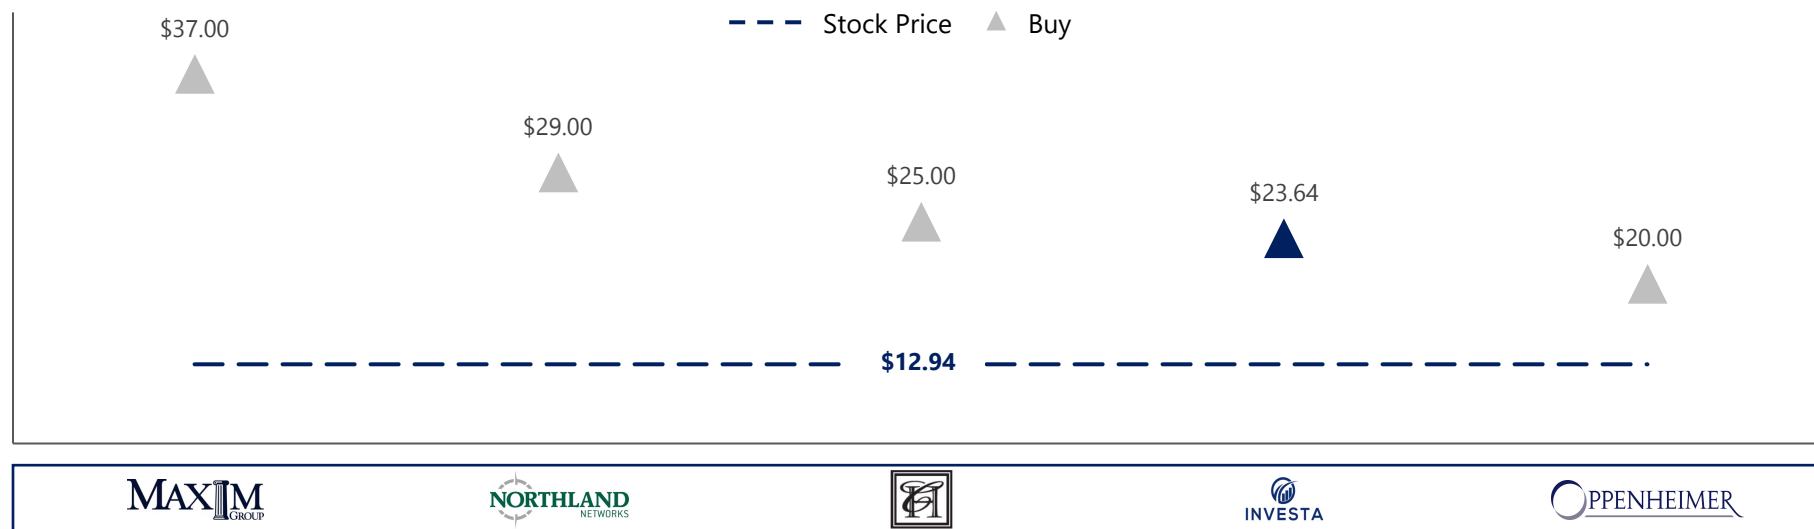 Stock Price Buy
$37.00
$29.00
$25.00
$23.64
$20.00
$12.94
MAXIM GROUP
NORTHLAND NETWORKS
CH
INVESTA
OPPENHEIMER